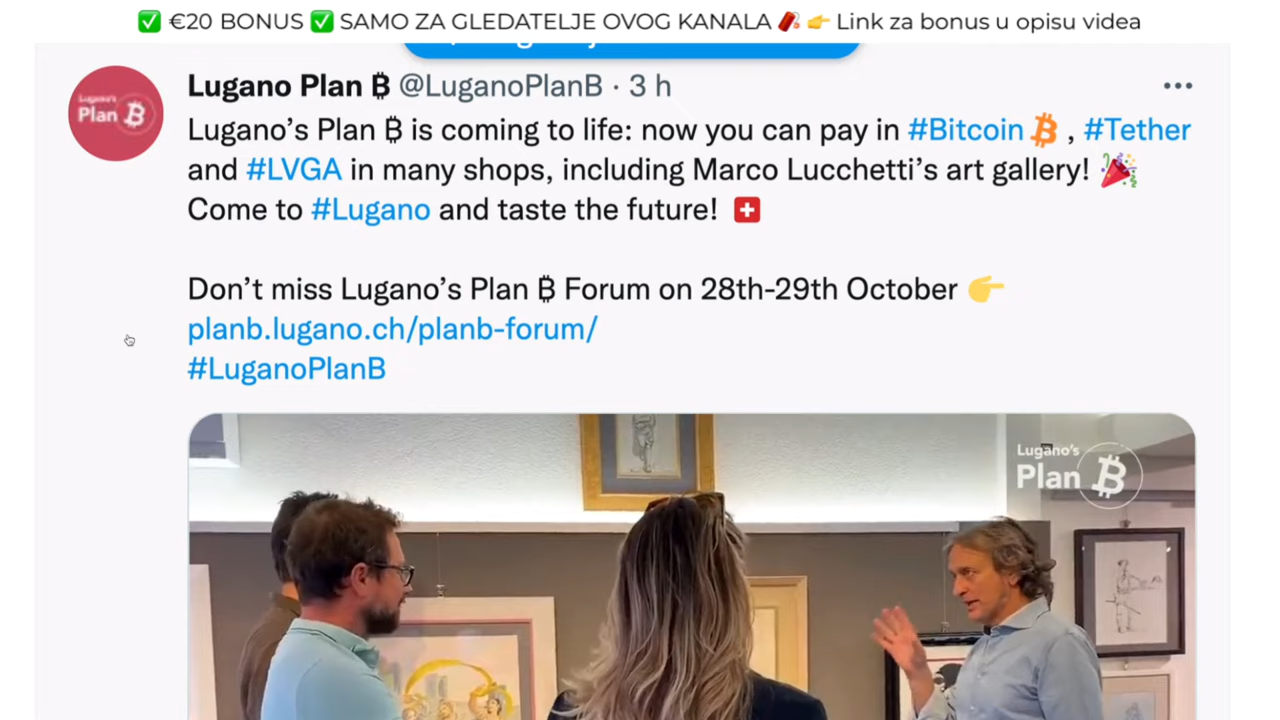 ✅ €20 BONUS ✅ SAMO ZA GLEDATELJE OVOG KANALA 🧧 👉 Link za bonus u opisu videa
Lugano's Plan ₿
Lugano Plan ₿ @LuganoPlanB · 3 h
Lugano’s Plan ₿ is coming to life: now you can pay in #Bitcoin , #Tether
and #LVGA in many shops, including Marco Lucchetti’s art gallery! 🎉
Come to #Lugano and taste the future! 🇨🇭
Don’t miss Lugano’s Plan ₿ Forum on 28th-29th October 👉
planb.lugano.ch/planb-forum/
#LuganoPlanB
Lugano's
Plan ₿